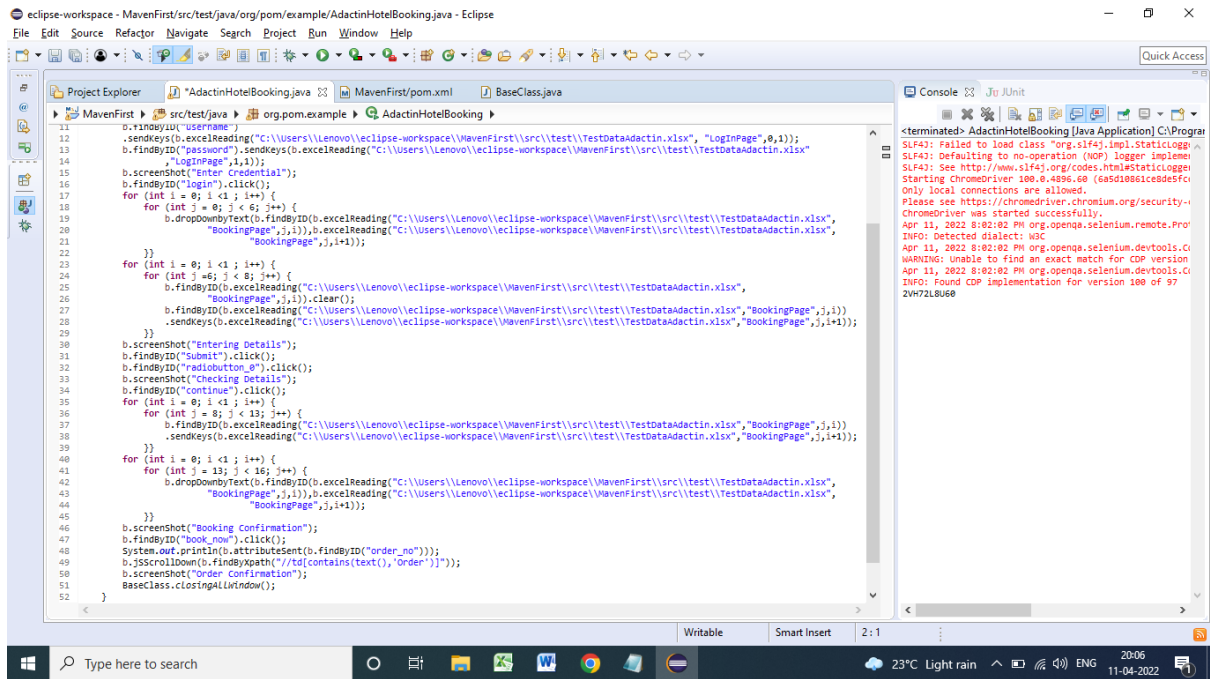 eclipse-workspace - MavenFirst/src/test/java/org/pom/example/AdactinHotelBooking.java - Eclipse
File Edit Source Refactor Navigate Search Project Run Window Help
Quick Access
Project Explorer *AdactinHotelBooking.java MavenFirst/pom.xml BaseClass.java
MavenFirst src/test/java org.pom.example AdactinHotelBooking
11 b.findByID("username")
12 .sendKeys(b.excelReading("C:\\Users\\Lenovo\\eclipse-workspace\\MavenFirst\\src\\test\\TestDataAdactin.xlsx", "LogInPage",0,1));
13 b.findByID("password").sendKeys(b.excelReading("C:\\Users\\Lenovo\\eclipse-workspace\\MavenFirst\\src\\test\\TestDataAdactin.xlsx"
14 ,"LogInPage",1,1));
15 b.screenShot("Enter Credential");
16 b.findByID("login").click();
17 for (int i = 0; i <1 ; i++) {
18 for (int j = 0; j < 6; j++) {
19 b.dropDownbyText(b.findByID(b.excelReading("C:\\Users\\Lenovo\\eclipse-workspace\\MavenFirst\\src\\test\\TestDataAdactin.xlsx",
20 "BookingPage",j,i)),b.excelReading("C:\\Users\\Lenovo\\eclipse-workspace\\MavenFirst\\src\\test\\TestDataAdactin.xlsx",
21 "BookingPage",j,i+1));
22 }}
23 for (int i = 0; i <1 ; i++) {
24 for (int j =6; j < 8; j++) {
25 b.findByID(b.excelReading("C:\\Users\\Lenovo\\eclipse-workspace\\MavenFirst\\src\\test\\TestDataAdactin.xlsx",
26 "BookingPage",j,i)).clear();
27 b.findByID(b.excelReading("C:\\Users\\Lenovo\\eclipse-workspace\\MavenFirst\\src\\test\\TestDataAdactin.xlsx","BookingPage",j,i))
28 .sendKeys(b.excelReading("C:\\Users\\Lenovo\\eclipse-workspace\\MavenFirst\\src\\test\\TestDataAdactin.xlsx","BookingPage",j,i+1));
29 }}
30 b.screenShot("Entering Details");
31 b.findByID("Submit").click();
32 b.findByID("radiobutton_0").click();
33 b.screenShot("Checking Details");
34 b.findByID("continue").click();
35 for (int i = 0; i <1 ; i++) {
36 for (int j = 8; j < 13; j++) {
37 b.findByID(b.excelReading("C:\\Users\\Lenovo\\eclipse-workspace\\MavenFirst\\src\\test\\TestDataAdactin.xlsx","BookingPage",j,i))
38 .sendKeys(b.excelReading("C:\\Users\\Lenovo\\eclipse-workspace\\MavenFirst\\src\\test\\TestDataAdactin.xlsx","BookingPage",j,i+1));
39 }}
40 for (int i = 0; i <1 ; i++) {
41 for (int j = 13; j < 16; j++) {
42 b.dropDownbyText(b.findByID(b.excelReading("C:\\Users\\Lenovo\\eclipse-workspace\\MavenFirst\\src\\test\\TestDataAdactin.xlsx",
43 "BookingPage",j,i)),b.excelReading("C:\\Users\\Lenovo\\eclipse-workspace\\MavenFirst\\src\\test\\TestDataAdactin.xlsx",
44 "BookingPage",j,i+1));
45 }}
46 b.screenShot("Booking Confirmation");
47 b.findByID("book_now").click();
48 System.out.println(b.attributeSent(b.findByID("order_no")));
49 b.jSScrollDown(b.findByXpath("//td[contains(text(),'Order')]"));
50 b.screenShot("Order Confirmation");
51 BaseClass.closingAllWindow();
52 }
Console JUnit
<terminated> AdactinHotelBooking [Java Application] C:\Progra
SLF4J: Failed to load class "org.slf4j.impl.StaticLogge
SLF4J: Defaulting to no-operation (NOP) logger implemen
SLF4J: See http://www.slf4j.org/codes.html#StaticLogger
Starting ChromeDriver 100.0.4896.60 (6a5d10861ce8de5fc
Only local connections are allowed.
Please see https://chromedriver.chromium.org/security-
ChromeDriver was started successfully.
Apr 11, 2022 8:02:02 PM org.openqa.selenium.remote.Pro
INFO: Detected dialect: W3C
Apr 11, 2022 8:02:02 PM org.openqa.selenium.devtools.C
WARNING: Unable to find an exact match for CDP version
Apr 11, 2022 8:02:02 PM org.openqa.selenium.devtools.C
INFO: Found CDP implementation for version 100 of 97
2VH72L8U60
Writable Smart Insert 2 : 1
Type here to search
23°C Light rain ENG 20:06
11-04-2022